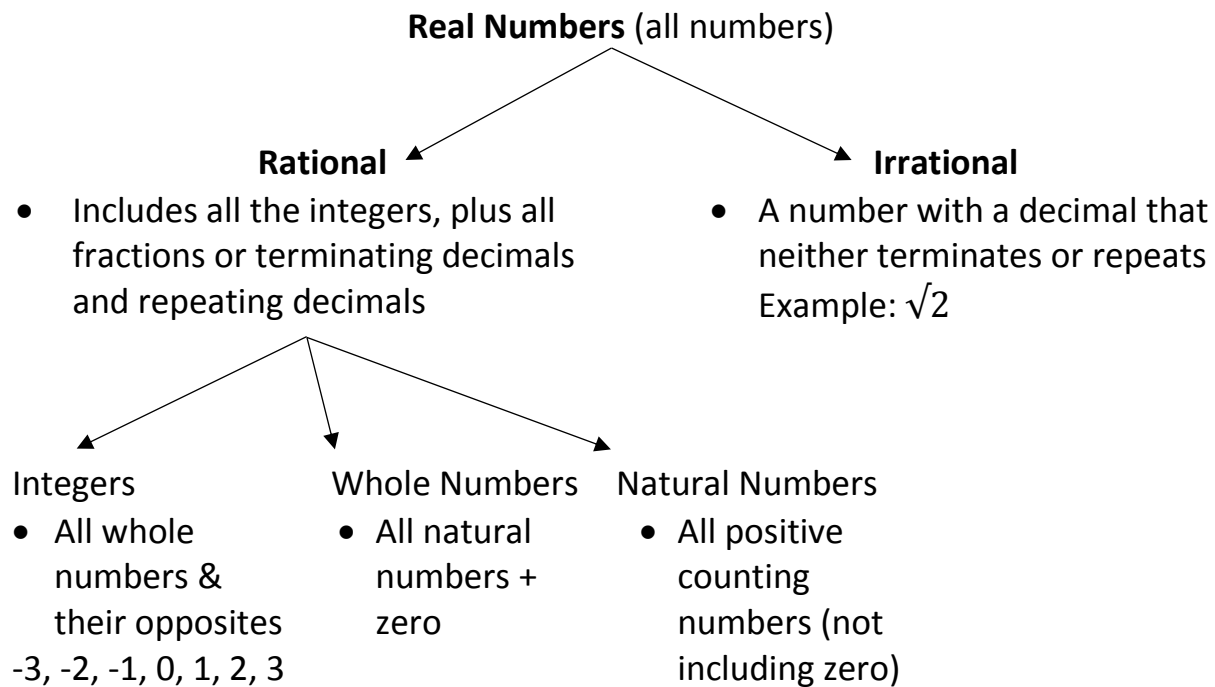 Real Numbers (all numbers)
Rational
• Includes all the integers, plus all
fractions or terminating decimals
and repeating decimals
Irrational
• A number with a decimal that
neither terminates or repeats
Example: √2
Integers
• All whole
numbers &
their opposites
-3, -2, -1, 0, 1, 2, 3
Whole Numbers
• All natural
numbers +
zero
Natural Numbers
• All positive
counting
numbers (not
including zero)